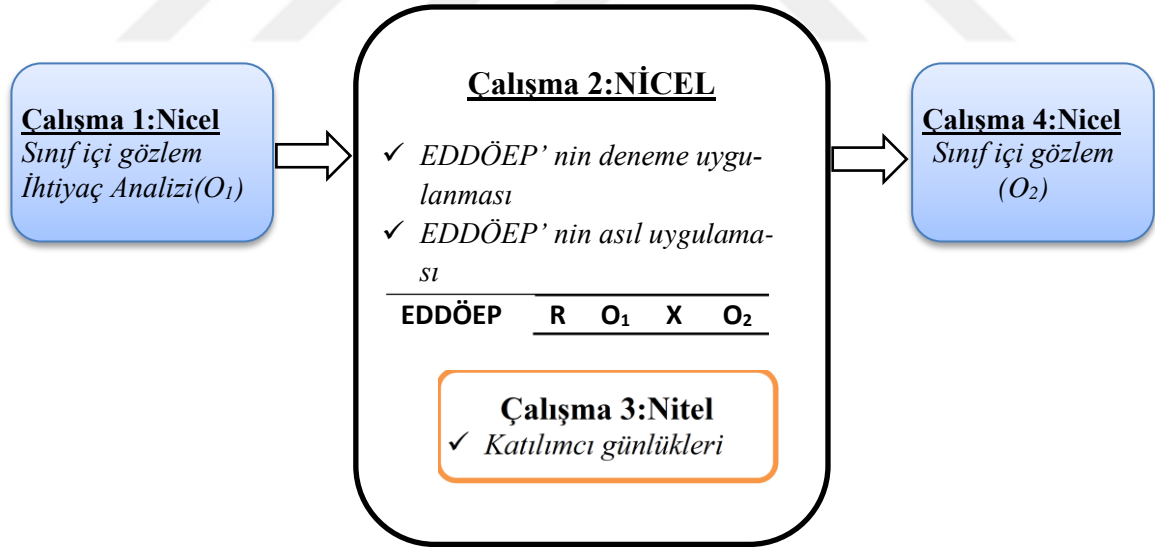 Çalışma 1:Nicel
Sınıf içi gözlem
İhtiyaç Analizi(O₁)
Çalışma 2:NİCEL
✓ EDDÖEP’ nin deneme uygu-
lanması
✓ EDDÖEP’ nin asıl uygulama-
sı
EDDÖEP R O₁ X O₂
Çalışma 3:Nitel
✓ Katılımcı günlükleri
Çalışma 4:Nicel
Sınıf içi gözlem
(O₂)